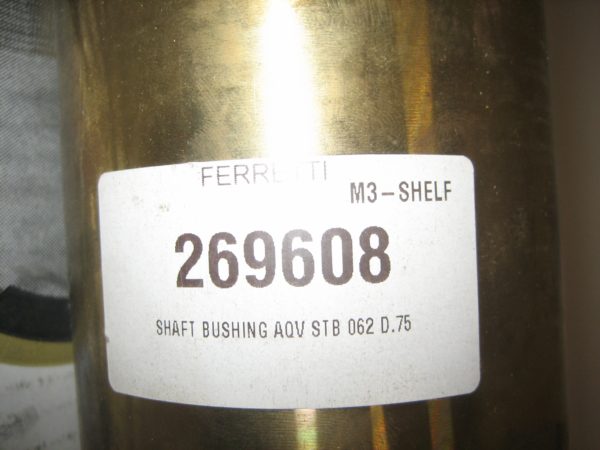 FERRETTI
M3-SHELF
269608
SHAFT BUSHING AQV STB 062 D.75